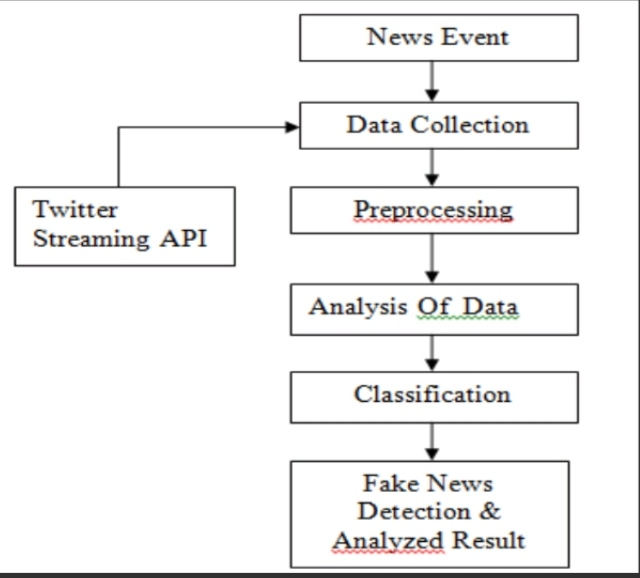 News Event
Data Collection
Twitter
Streaming API
Preprocessing
Analysis Of Data
Classification
Fake News
Detection &
Analyzed Result